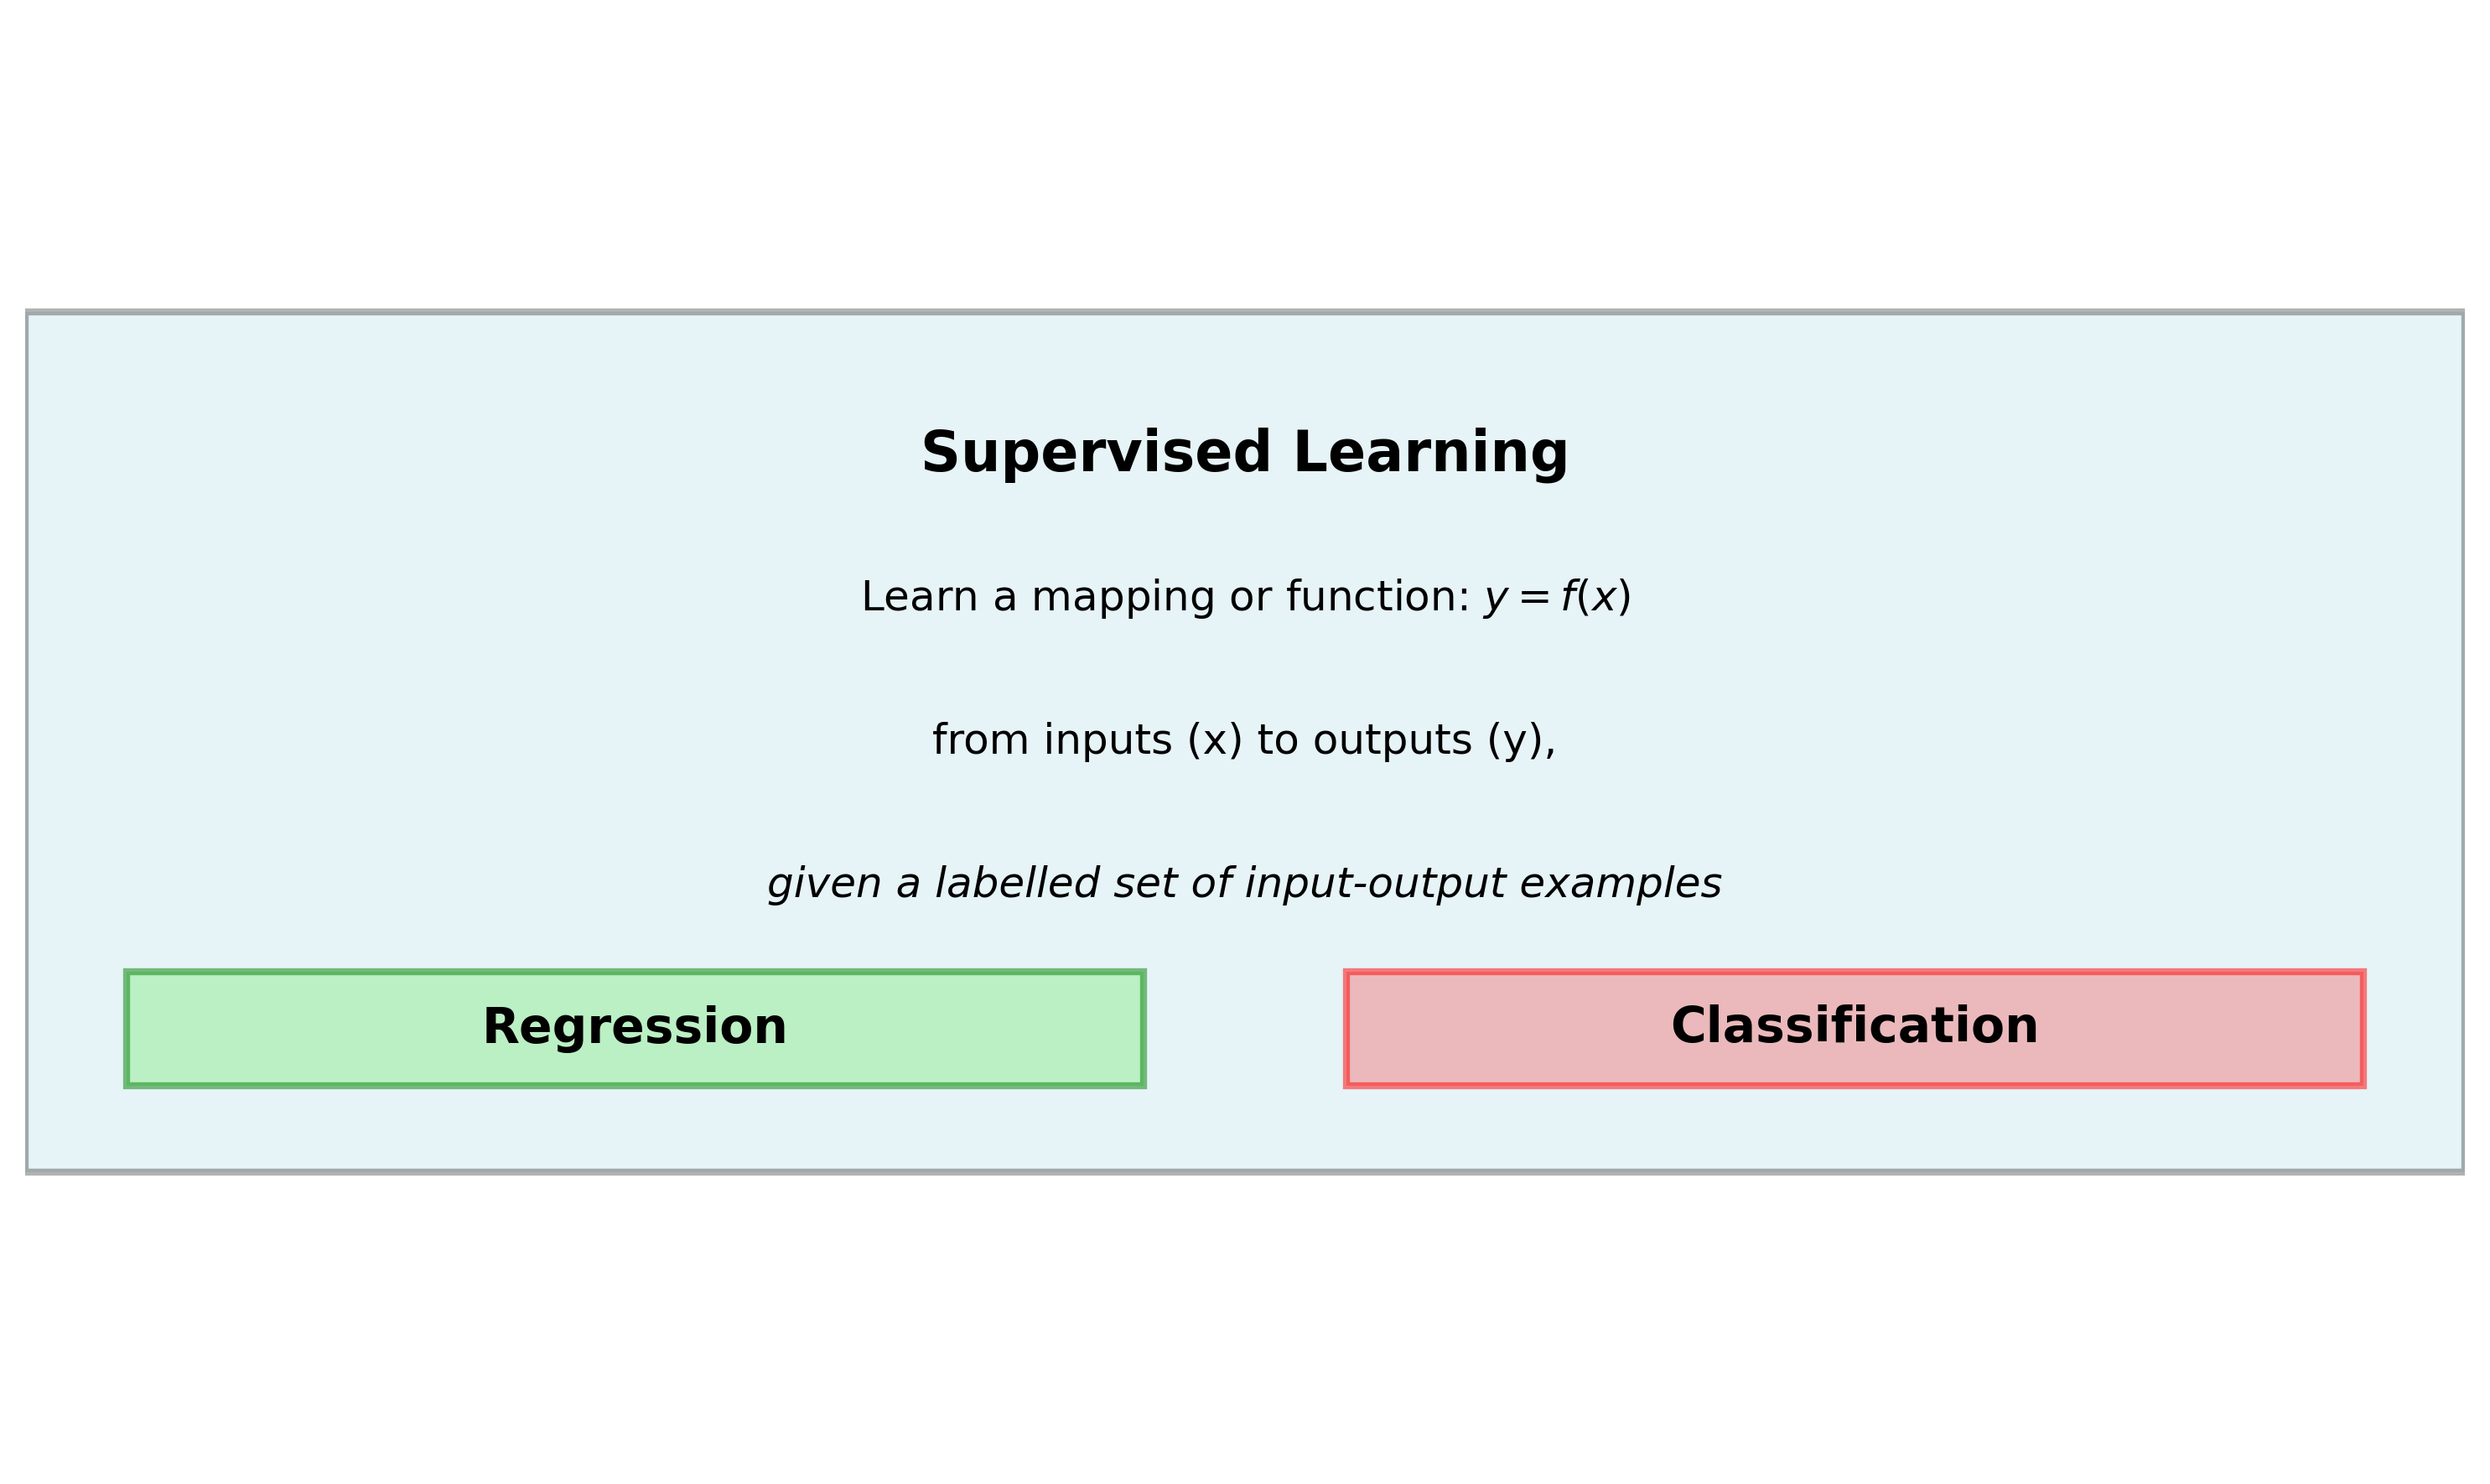 Supervised Learning
Learn a mapping or function: y = f(x)
from inputs (x) to outputs (y),
given a labelled set of input-output examples
Regression
Classification